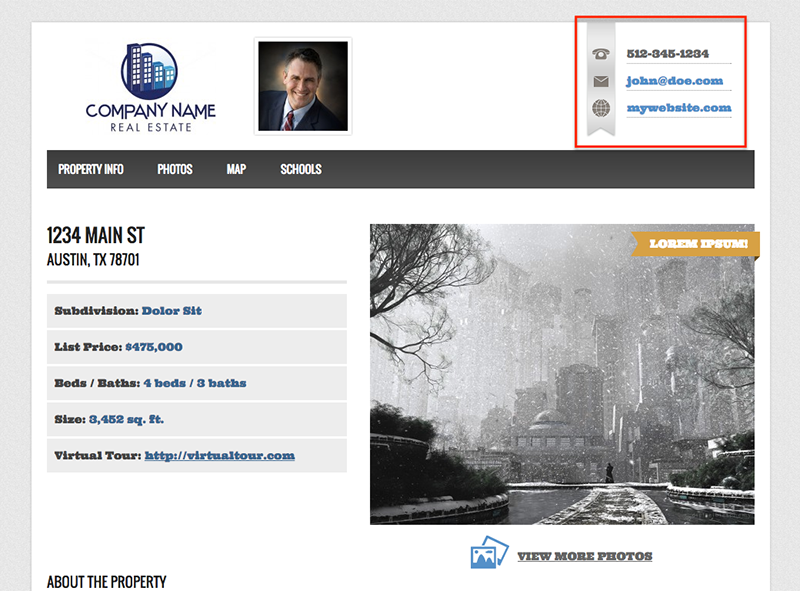 COMPANY NAME
REAL ESTATE
512-345-1234
john@doe.com
mywebsite.com
PROPERTY INFO PHOTOS MAP SCHOOLS
1234 MAIN ST
AUSTIN, TX 78701
Subdivision: Dolor Sit
List Price: $475,000
Beds / Baths: 4 beds / 3 baths
Size: 3,452 sq. ft.
Virtual Tour: http://virtualtour.com
LOREM IPSUM!
VIEW MORE PHOTOS
ABOUT THE PROPERTY